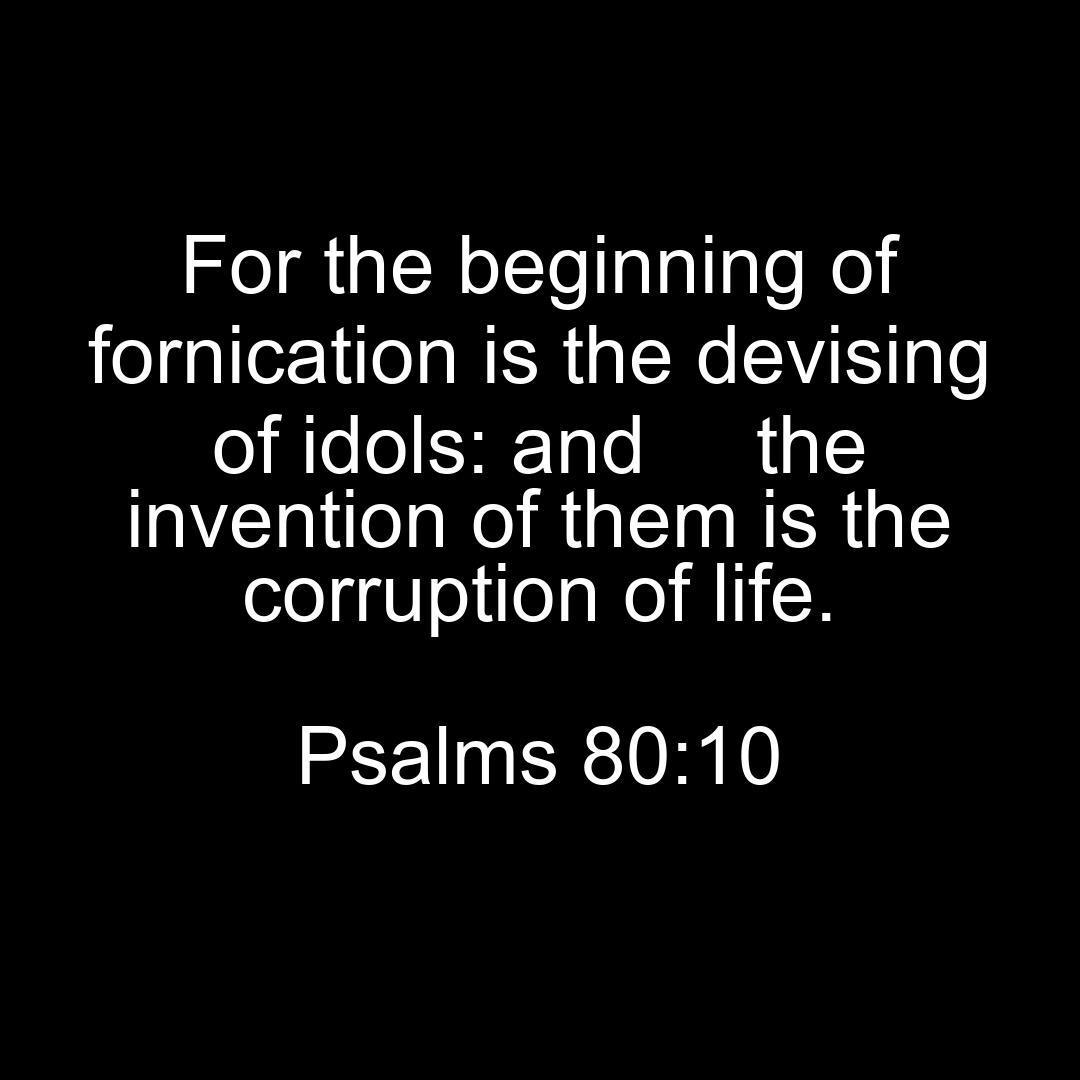 For the beginning of
fornication is the devising
of idols: and the
invention of them is the
corruption of life.
Psalms 80:10